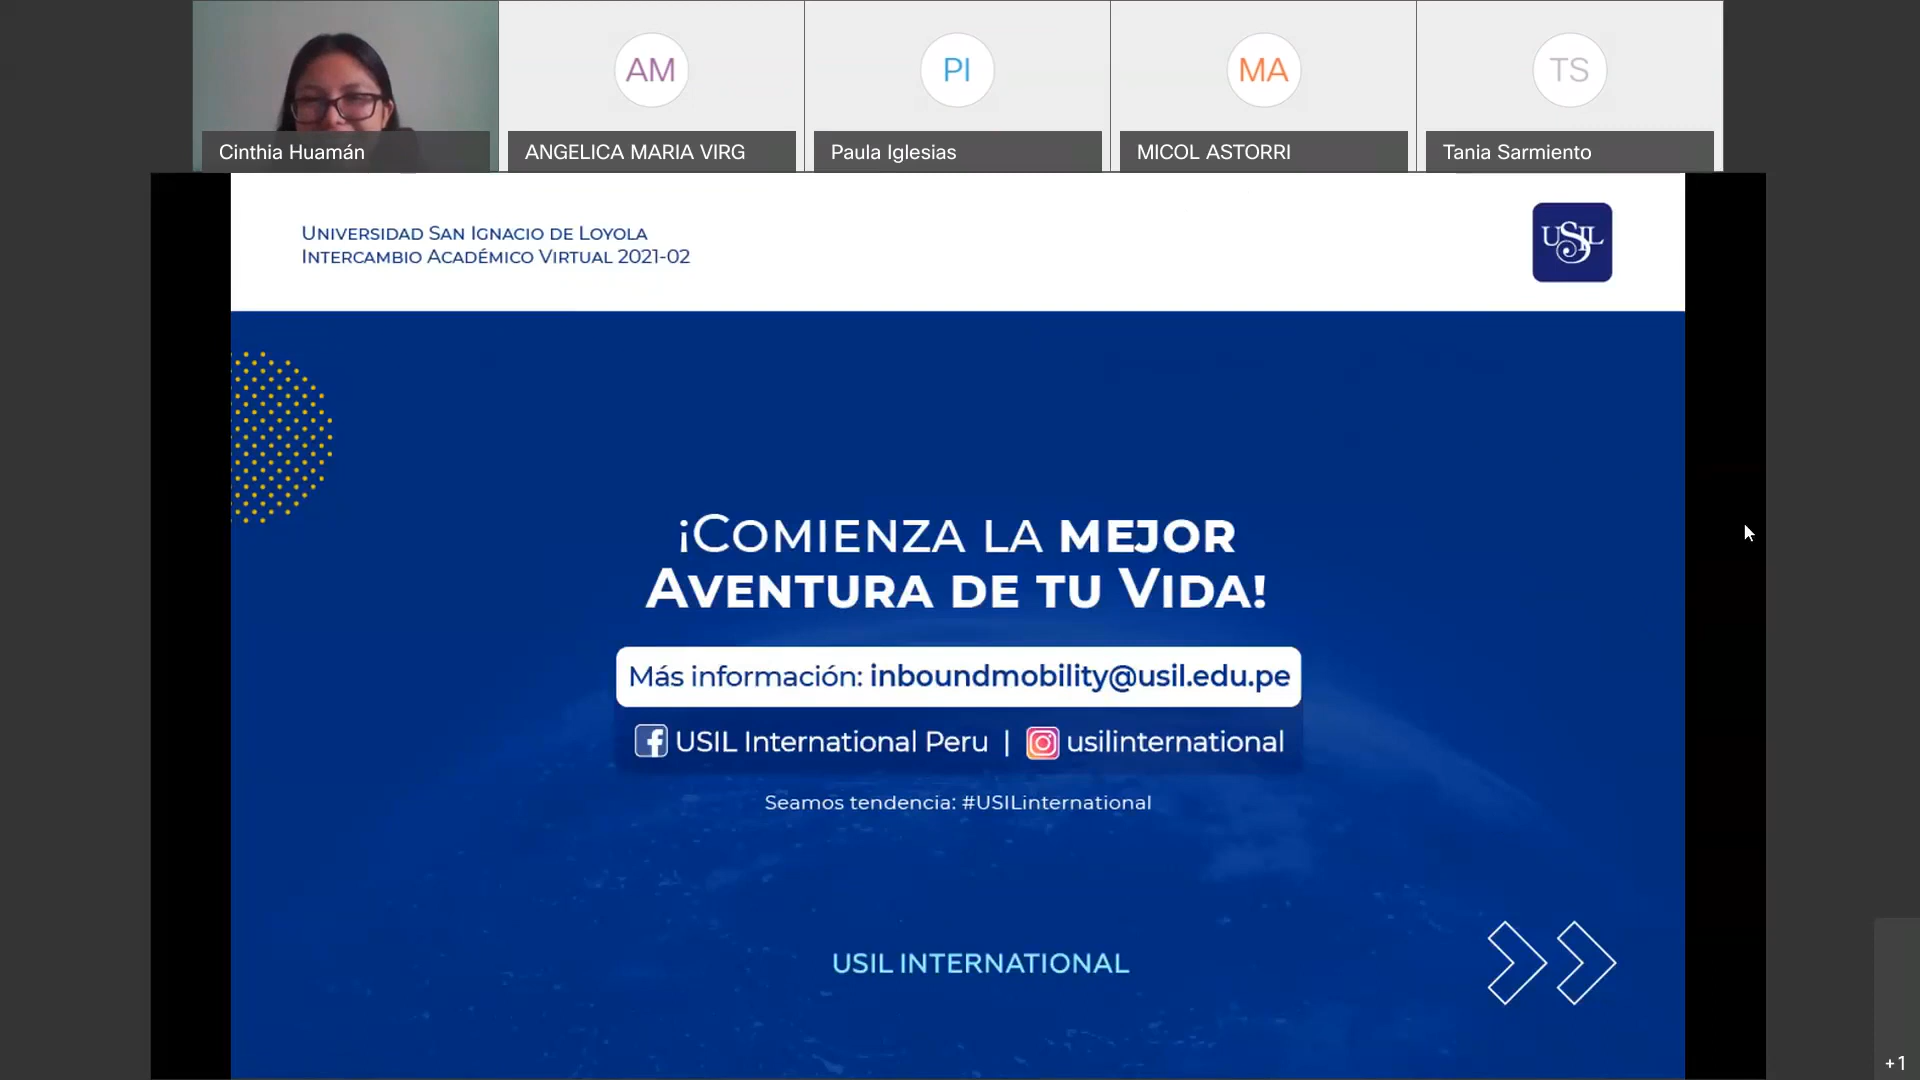 AM
PI
MA
TS
Cinthia Huamán
ANGELICA MARIA VIRG
Paula Iglesias
MICOL ASTORRI
Tania Sarmiento
Universidad San Ignacio de Loyola
Intercambio Académico Virtual 2021-02
USIL
¡Comienza la mejor
Aventura de tu Vida!
Más información: inboundmobility@usil.edu.pe
USIL International Peru | usilinternational
Seamos tendencia: #USILinternational
USIL INTERNATIONAL
+1